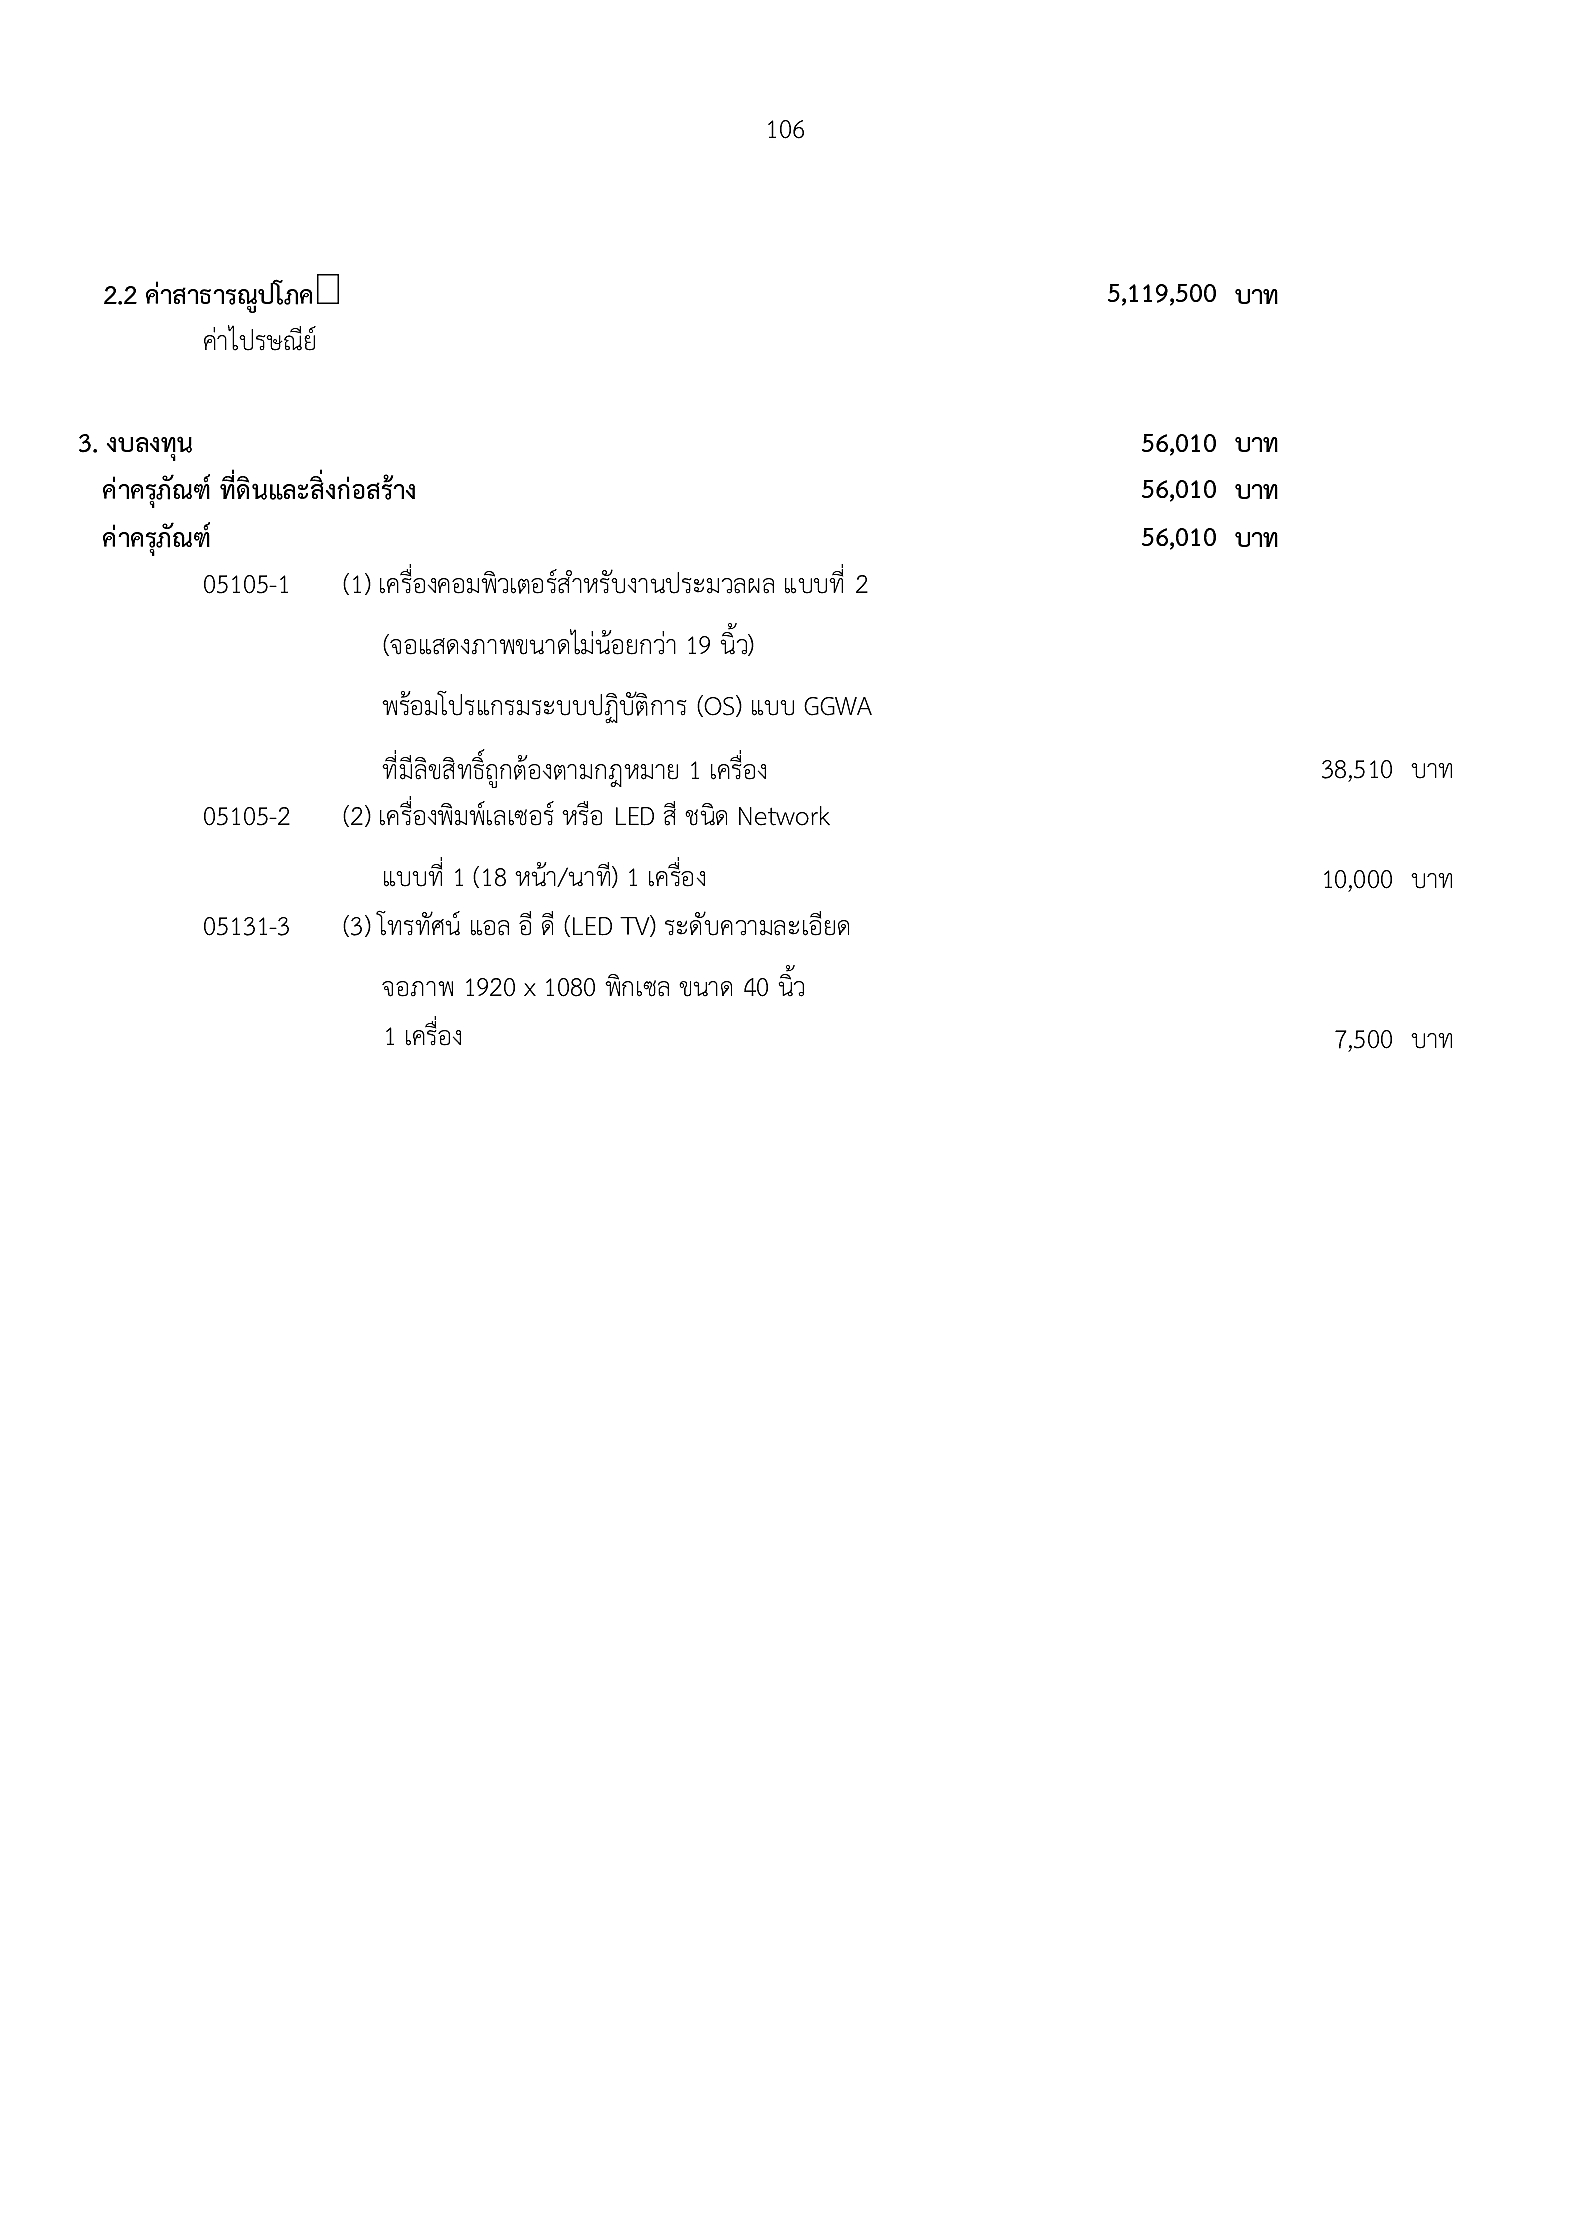 106
2.2 ค่าสาธารณูปโภค 5,119,500 บาท
ค่าไปรษณีย์
3. งบลงทุน 56,010 บาท
ค่าครุภัณฑ์ ที่ดินและสิ่งก่อสร้าง 56,010 บาท
ค่าครุภัณฑ์ 56,010 บาท
05105-1 (1) เครื่องคอมพิวเตอร์สำหรับงานประมวลผล แบบที่ 2
(จอแสดงภาพขนาดไม่น้อยกว่า 19 นิ้ว)
พร้อมโปรแกรมระบบปฏิบัติการ (OS) แบบ GGWA
ที่มีลิขสิทธิ์ถูกต้องตามกฎหมาย 1 เครื่อง 38,510 บาท
05105-2 (2) เครื่องพิมพ์เลเซอร์ หรือ LED สี ชนิด Network
แบบที่ 1 (18 หน้า/นาที) 1 เครื่อง 10,000 บาท
05131-3 (3) โทรทัศน์ แอล อี ดี (LED TV) ระดับความละเอียด
จอภาพ 1920 x 1080 พิกเซล ขนาด 40 นิ้ว
1 เครื่อง 7,500 บาท